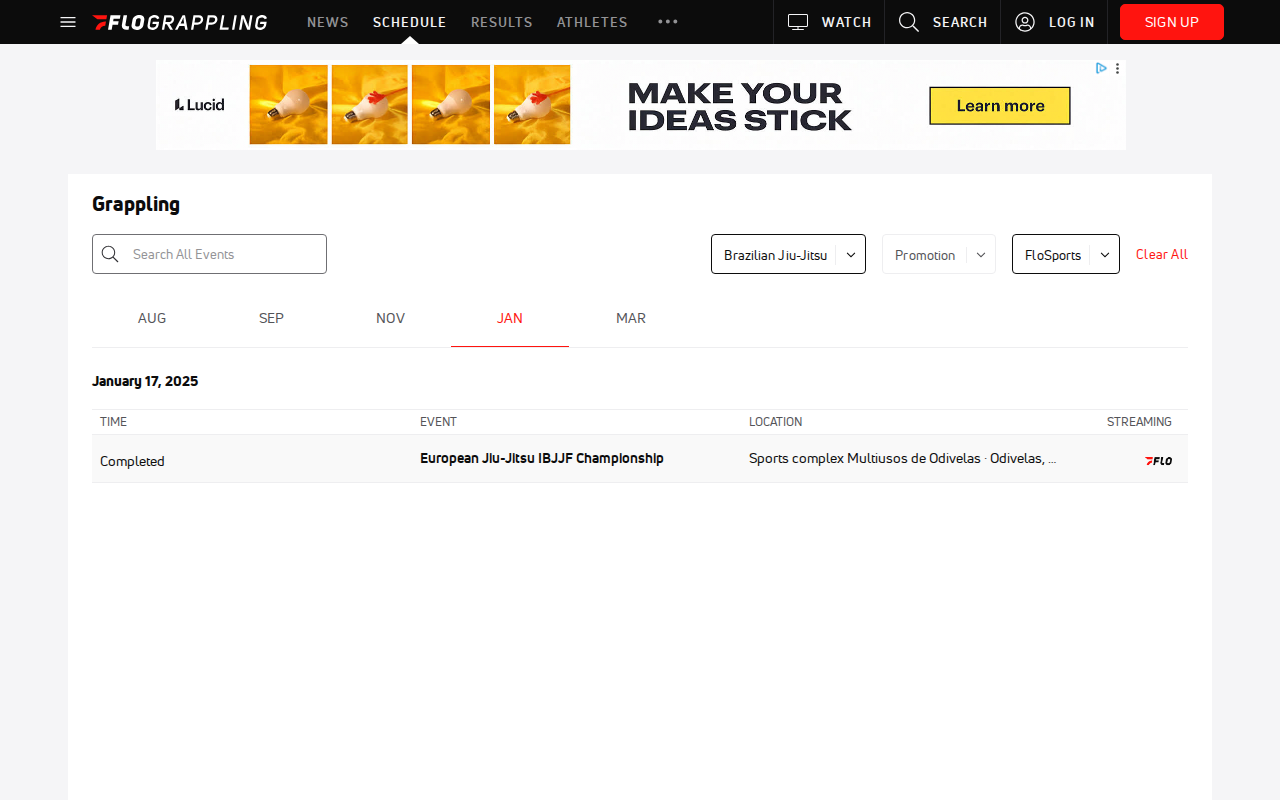 FLOGRAPPLING
NEWS
SCHEDULE
RESULTS
ATHLETES
WATCH
SEARCH
LOG IN
SIGN UP
Lucid
MAKE YOUR
IDEAS STICK
Learn more
Grappling
Search All Events
Brazilian Jiu-Jitsu
Promotion
FloSports
Clear All
AUG
SEP
NOV
JAN
MAR
January 17, 2025
TIME
EVENT
LOCATION
STREAMING
Completed
European Jiu-Jitsu IBJJF Championship
Sports complex Multiusos de Odivelas · Odivelas, ...
FLO